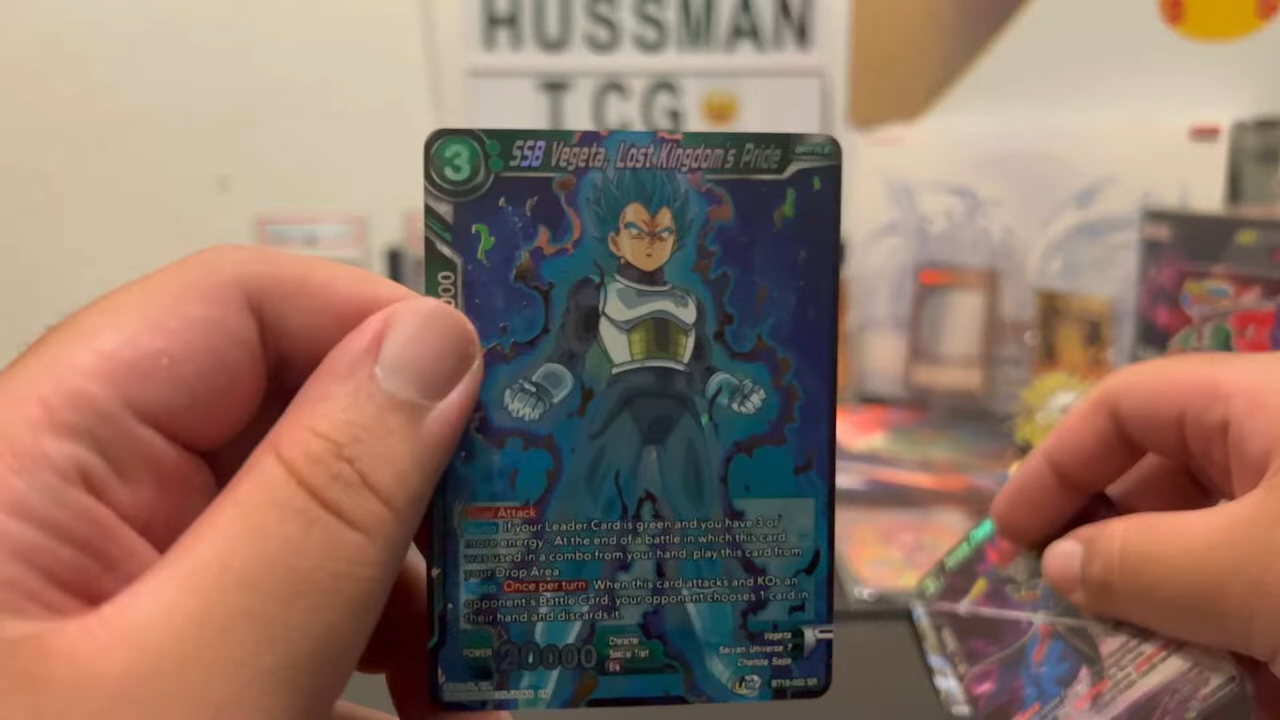 HUSSMAN
TCG
3
SSB Vegeta, Lost Kingdom's Pride
BATTLE
000
Attack
If your Leader Card is green and you have 3 or
more energy - At the end of a battle in which this card
was used in a combo from your hand, play this card from
your Drop Area.
Once per turn When this card attacks and KOs an
opponent's Battle Card, your opponent chooses 1 card in
their hand and discards it.
POWER
20000
Character
Special Trait
Vegeta
Saiyan Universe 7
Champa Saga